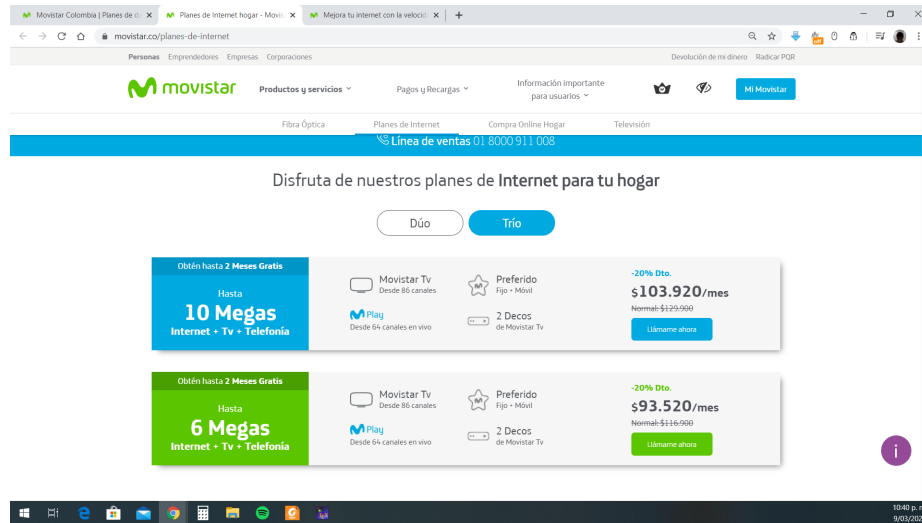 Movistar Colombia | Planes de d
Planes de Internet hogar - Movis
Mejora tu internet con la velocid
movistar.co/planes-de-internet
Personas Emprendedores Empresas Corporaciones
Devolución de mi dinero Radicar PQR
movistar
Productos y servicios
Pagos y Recargas
Información importante
para usuarios
Mi Movistar
Fibra Óptica
Planes de Internet
Compra Online Hogar
Televisión
Línea de ventas 01 8000 911 008
Disfruta de nuestros planes de Internet para tu hogar
Dúo
Trío
Obtén hasta 2 Meses Gratis
Hasta
10 Megas
Internet + Tv + Telefonía
Movistar Tv
Desde 86 canales
Play
Desde 64 canales en vivo
Preferido
Fijo + Móvil
2 Decos
de Movistar Tv
-20% Dto.
$103.920/mes
Normal: $129.900
Llámame ahora
Obtén hasta 2 Meses Gratis
Hasta
6 Megas
Internet + Tv + Telefonía
Movistar Tv
Desde 86 canales
Play
Desde 64 canales en vivo
Preferido
Fijo + Móvil
2 Decos
de Movistar Tv
-20% Dto.
$93.520/mes
Normal: $116.900
Llámame ahora
i
10:40 p.
9/03/202